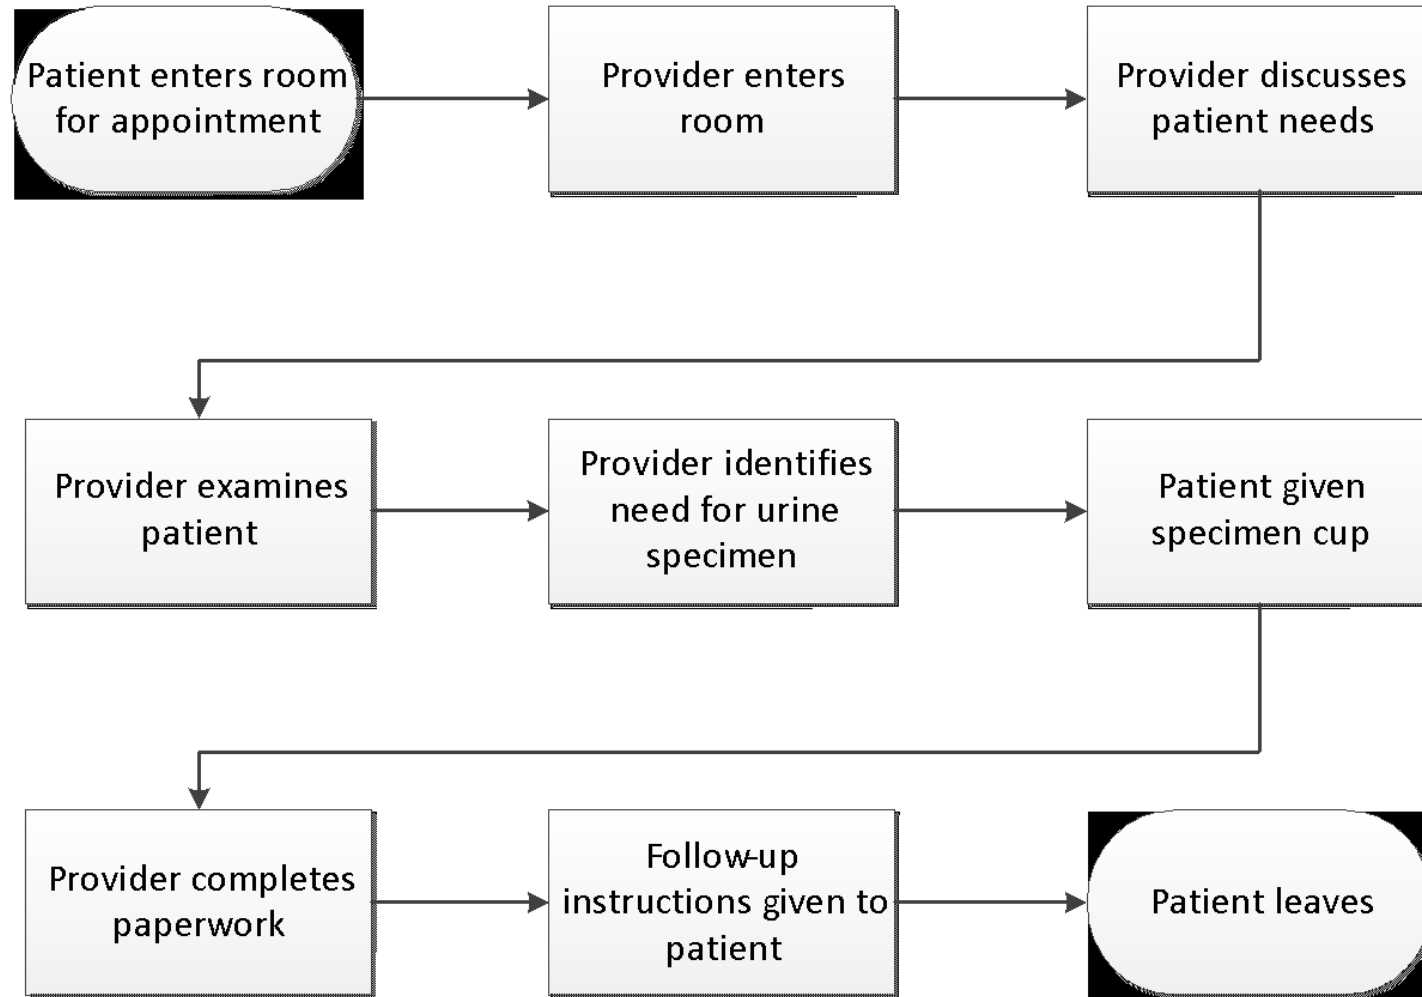 Patient enters room
for appointment
Provider enters
room
Provider discusses
patient needs
Provider examines
patient
Provider identifies
need for urine
specimen
Patient given
specimen cup
Provider completes
paperwork
Follow-up
instructions given to
patient
Patient leaves